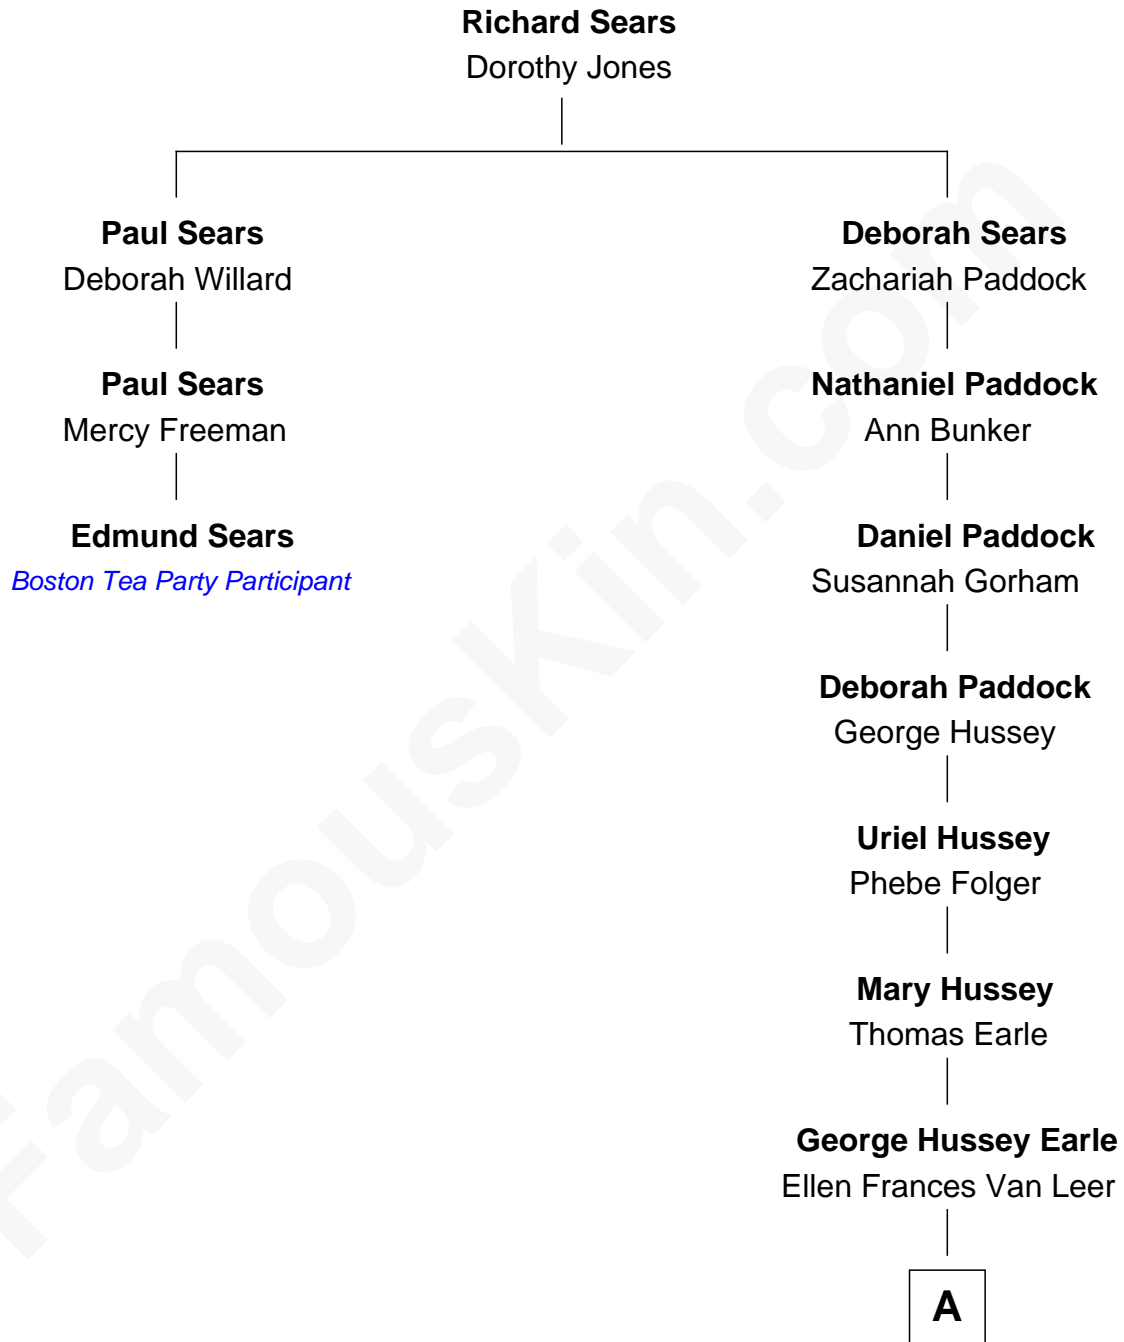 Richard Sears
Dorothy Jones
Paul Sears
Deborah Willard
Deborah Sears
Zachariah Paddock
Paul Sears
Mercy Freeman
Nathaniel Paddock
Ann Bunker
Edmund Sears
Boston Tea Party Participant
Daniel Paddock
Susannah Gorham
Deborah Paddock
George Hussey
Uriel Hussey
Phebe Folger
Mary Hussey
Thomas Earle
George Hussey Earle
Ellen Frances Van Leer
A
FamousKin.com